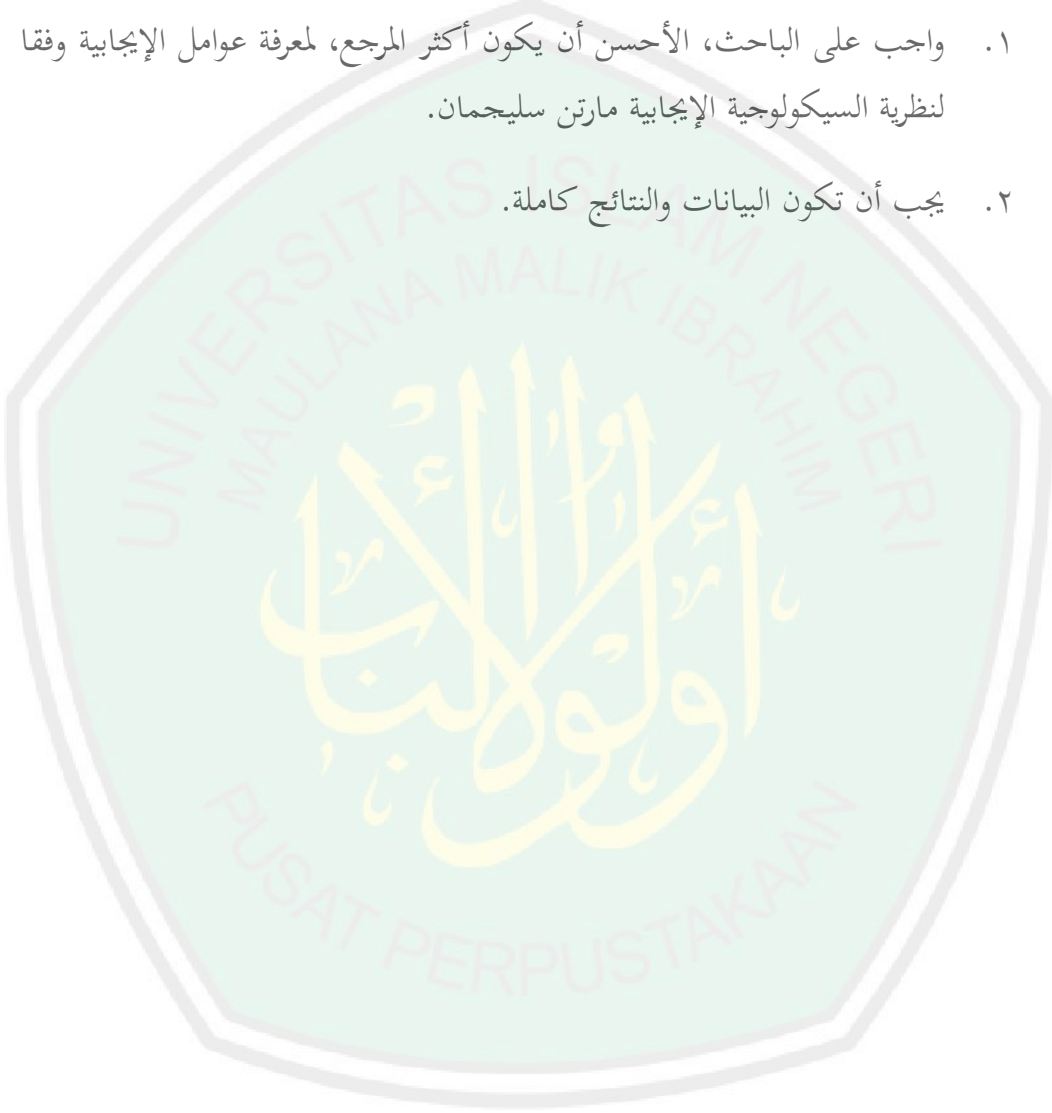 ١. واجب على الباحث، الأحسن أن يكون أكثر المرجع، لمعرفة عوامل الإيجابية وفقا
لنظرية السيكولوجية الإيجابية مارتن سليجمان.
٢. يجب أن تكون البيانات والنتائج كاملة.
UNIVERSITAS ISLAM NEGERI
MAULANA MALIK IBRAHIM
أولوا الألباب
PUSAT PERPUSTAKAAN